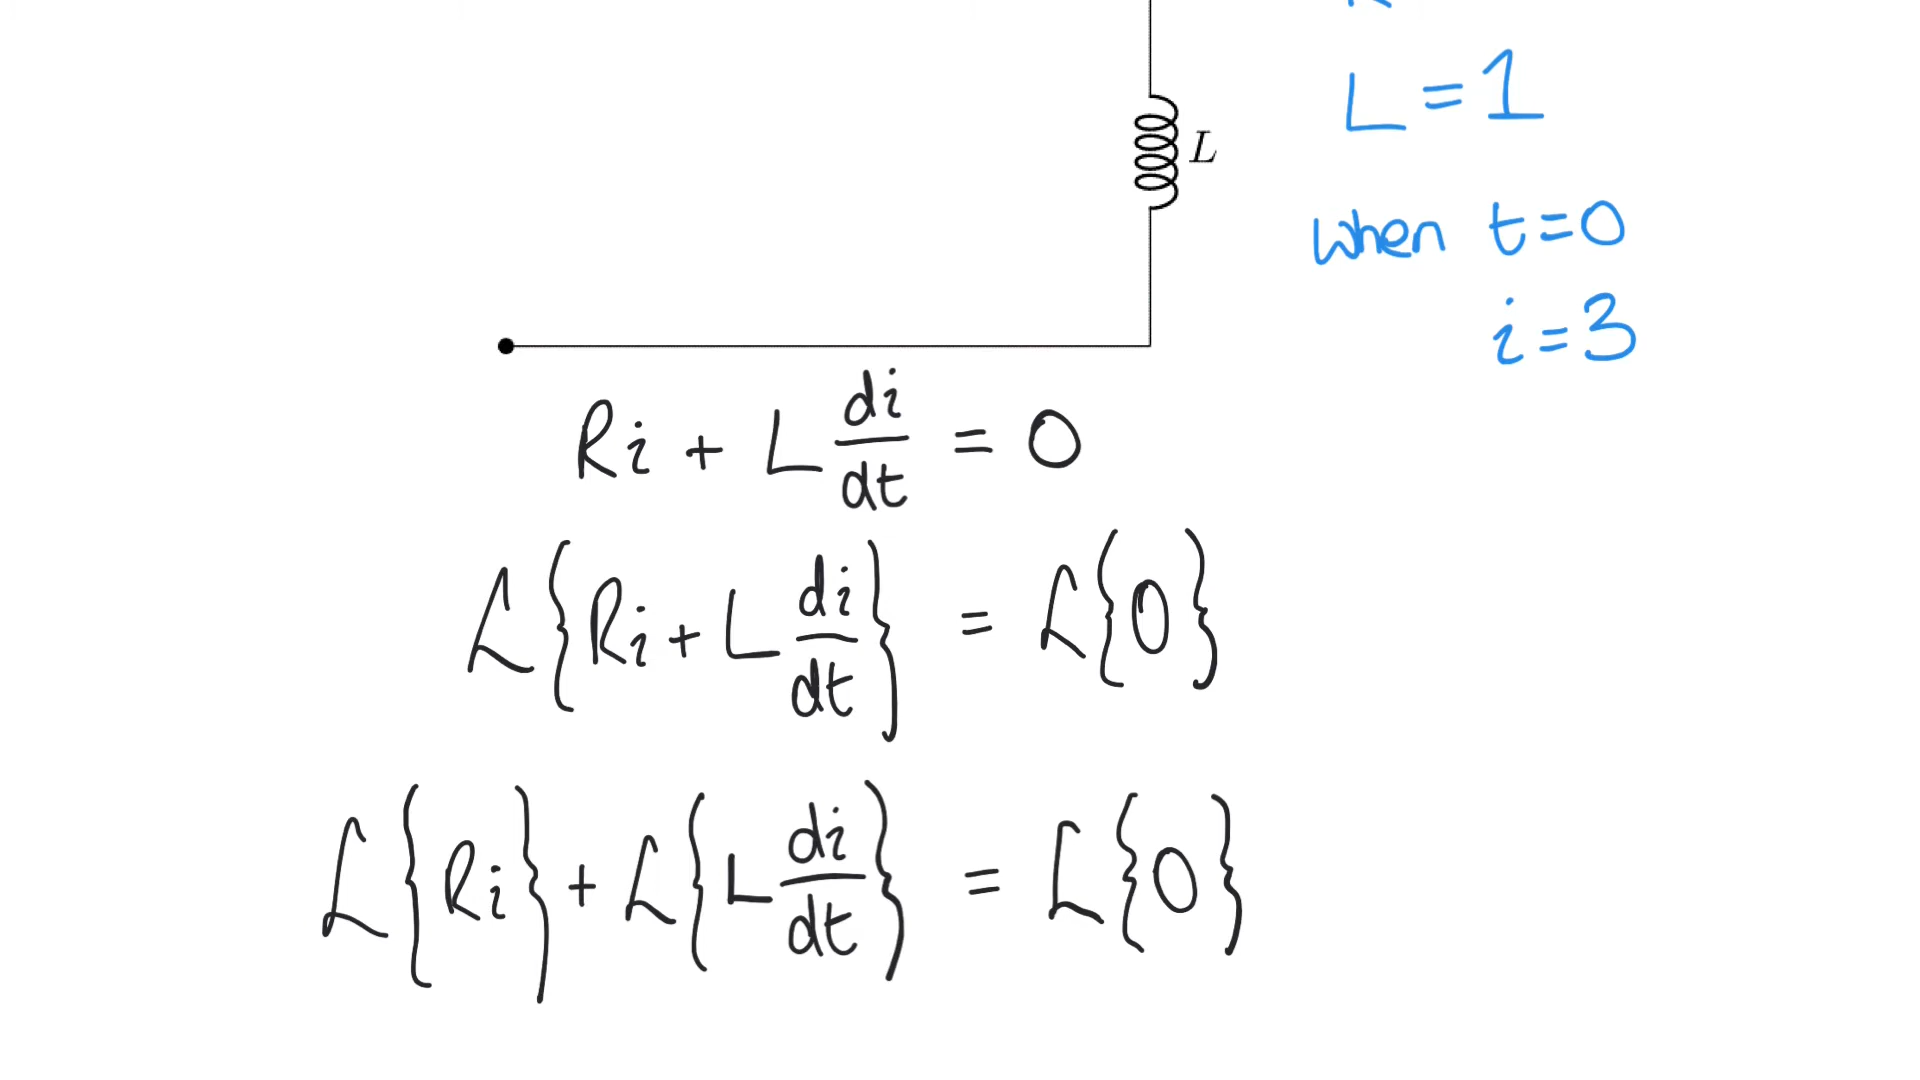 L = 1
L
when t = 0
i = 3
Ri + L di/dt = 0
ℒ{Ri + L di/dt} = ℒ{0}
ℒ{Ri} + ℒ{L di/dt} = ℒ{0}